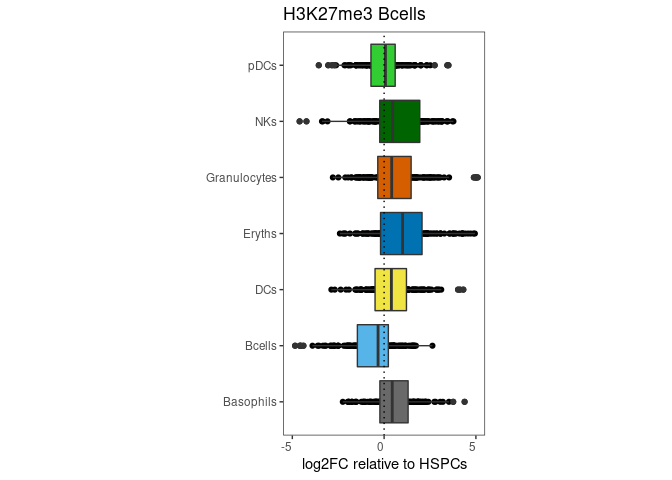 H3K27me3 Bcells
pDCs
NKs
Granulocytes
Eryths
DCs
Bcells
Basophils
-5 0 5
log2FC relative to HSPCs